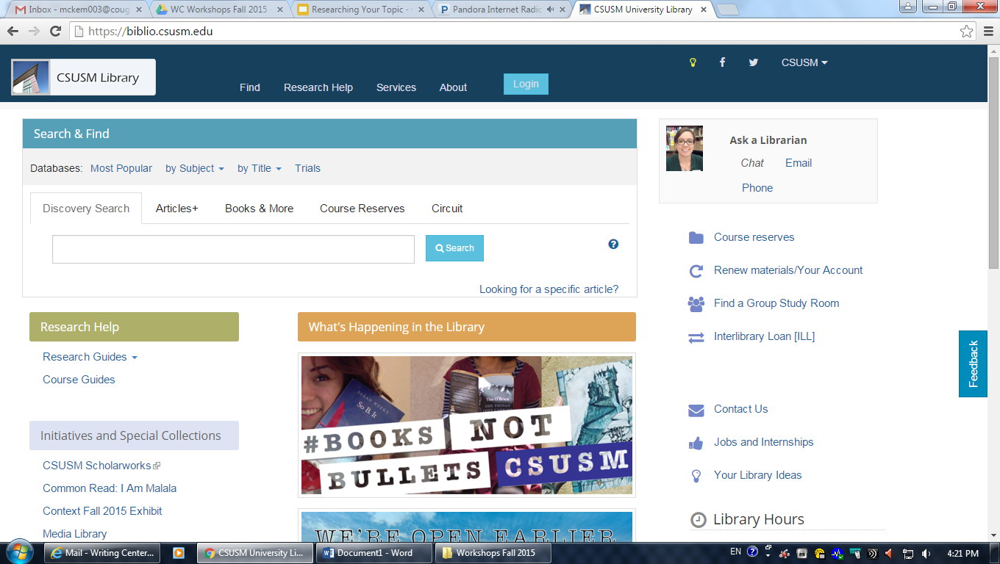 Inbox - mckem003@coug
WC Workshops Fall 2015
Researching Your Topic -
Pandora Internet Radio
CSUSM University Library
https://biblio.csusm.edu
CSUSM Library
Find Research Help Services About Login
CSUSM
Search & Find
Databases: Most Popular by Subject by Title Trials
Discovery Search Articles+ Books & More Course Reserves Circuit
Search
Looking for a specific article?
Ask a Librarian
Chat Email
Phone
Course reserves
Renew materials/Your Account
Find a Group Study Room
Interlibrary Loan [ILL]
Feedback
Contact Us
Jobs and Internships
Your Library Ideas
Library Hours
Research Help
Research Guides
Course Guides
Initiatives and Special Collections
CSUSM Scholarworks
Common Read: I Am Malala
Context Fall 2015 Exhibit
Media Library
What's Happening in the Library
So B. It
Tim O'Brien
THE THINGS
#BOOKS NOT
BULLETS CSUSM
WE'RE OPEN EARLIER
Mail - Writing Center...
CSUSM University Li...
Document1 - Word
Workshops Fall 2015
EN
4:21 PM